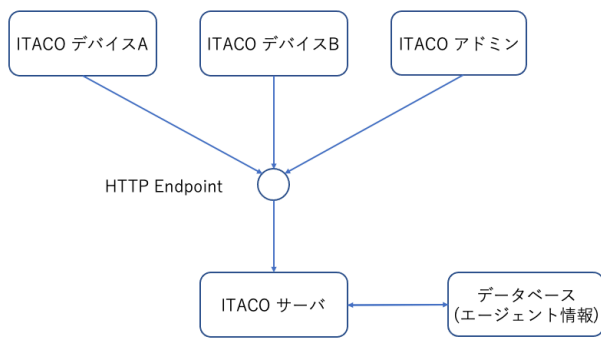 ITACO デバイスA
ITACO デバイスB
ITACO アドミン
HTTP Endpoint
ITACO サーバ
データベース
(エージェント情報)